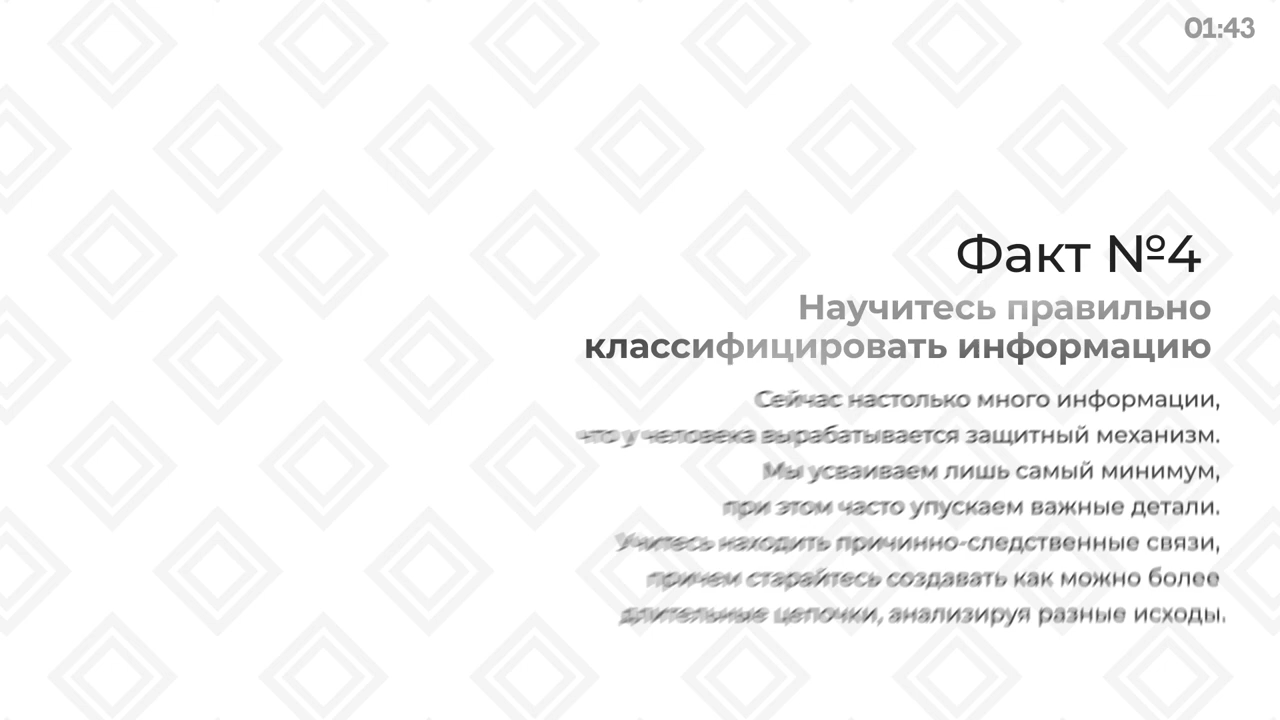 01:43
Факт №4
Научитесь правильно
классифицировать информацию
Сейчас настолько много информации,
что у человека вырабатывается защитный механизм.
Мы усваиваем лишь самый минимум,
при этом часто упускаем важные детали.
Учитесь находить причинно-следственные связи,
причем старайтесь создавать как можно более
длительные цепочки, анализируя разные исходы.